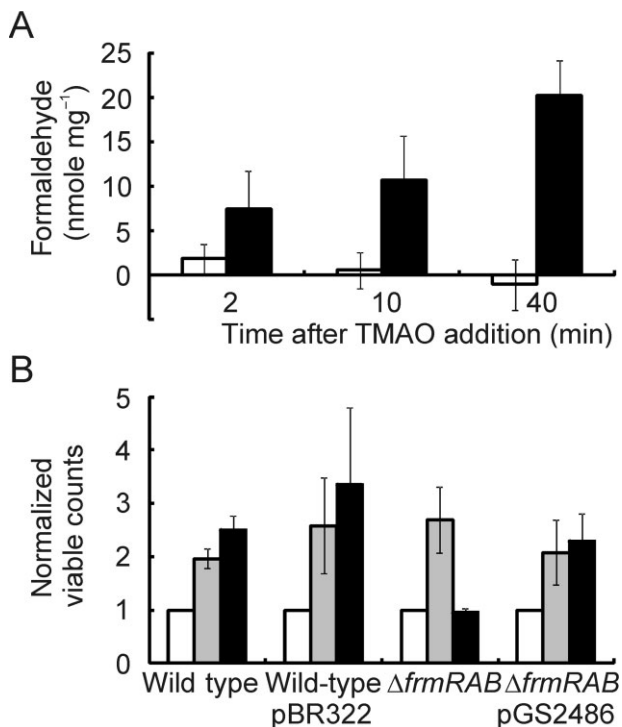 A
Formaldehyde
(nmole mg⁻¹)
25
20
15
10
5
0
2
10
40
Time after TMAO addition (min)
B
Normalized
viable counts
5
4
3
2
1
0
Wild type
Wild-type
pBR322
ΔfrmRAB
ΔfrmRAB
pGS2486